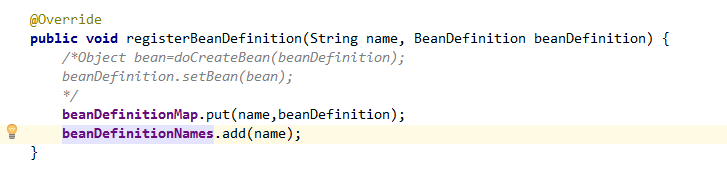 @Override
public void registerBeanDefinition(String name, BeanDefinition beanDefinition) {
/*Object bean=doCreateBean(beanDefinition);
beanDefinition.setBean(bean);
*/
beanDefinitionMap.put(name,beanDefinition);
beanDefinitionNames.add(name);
}